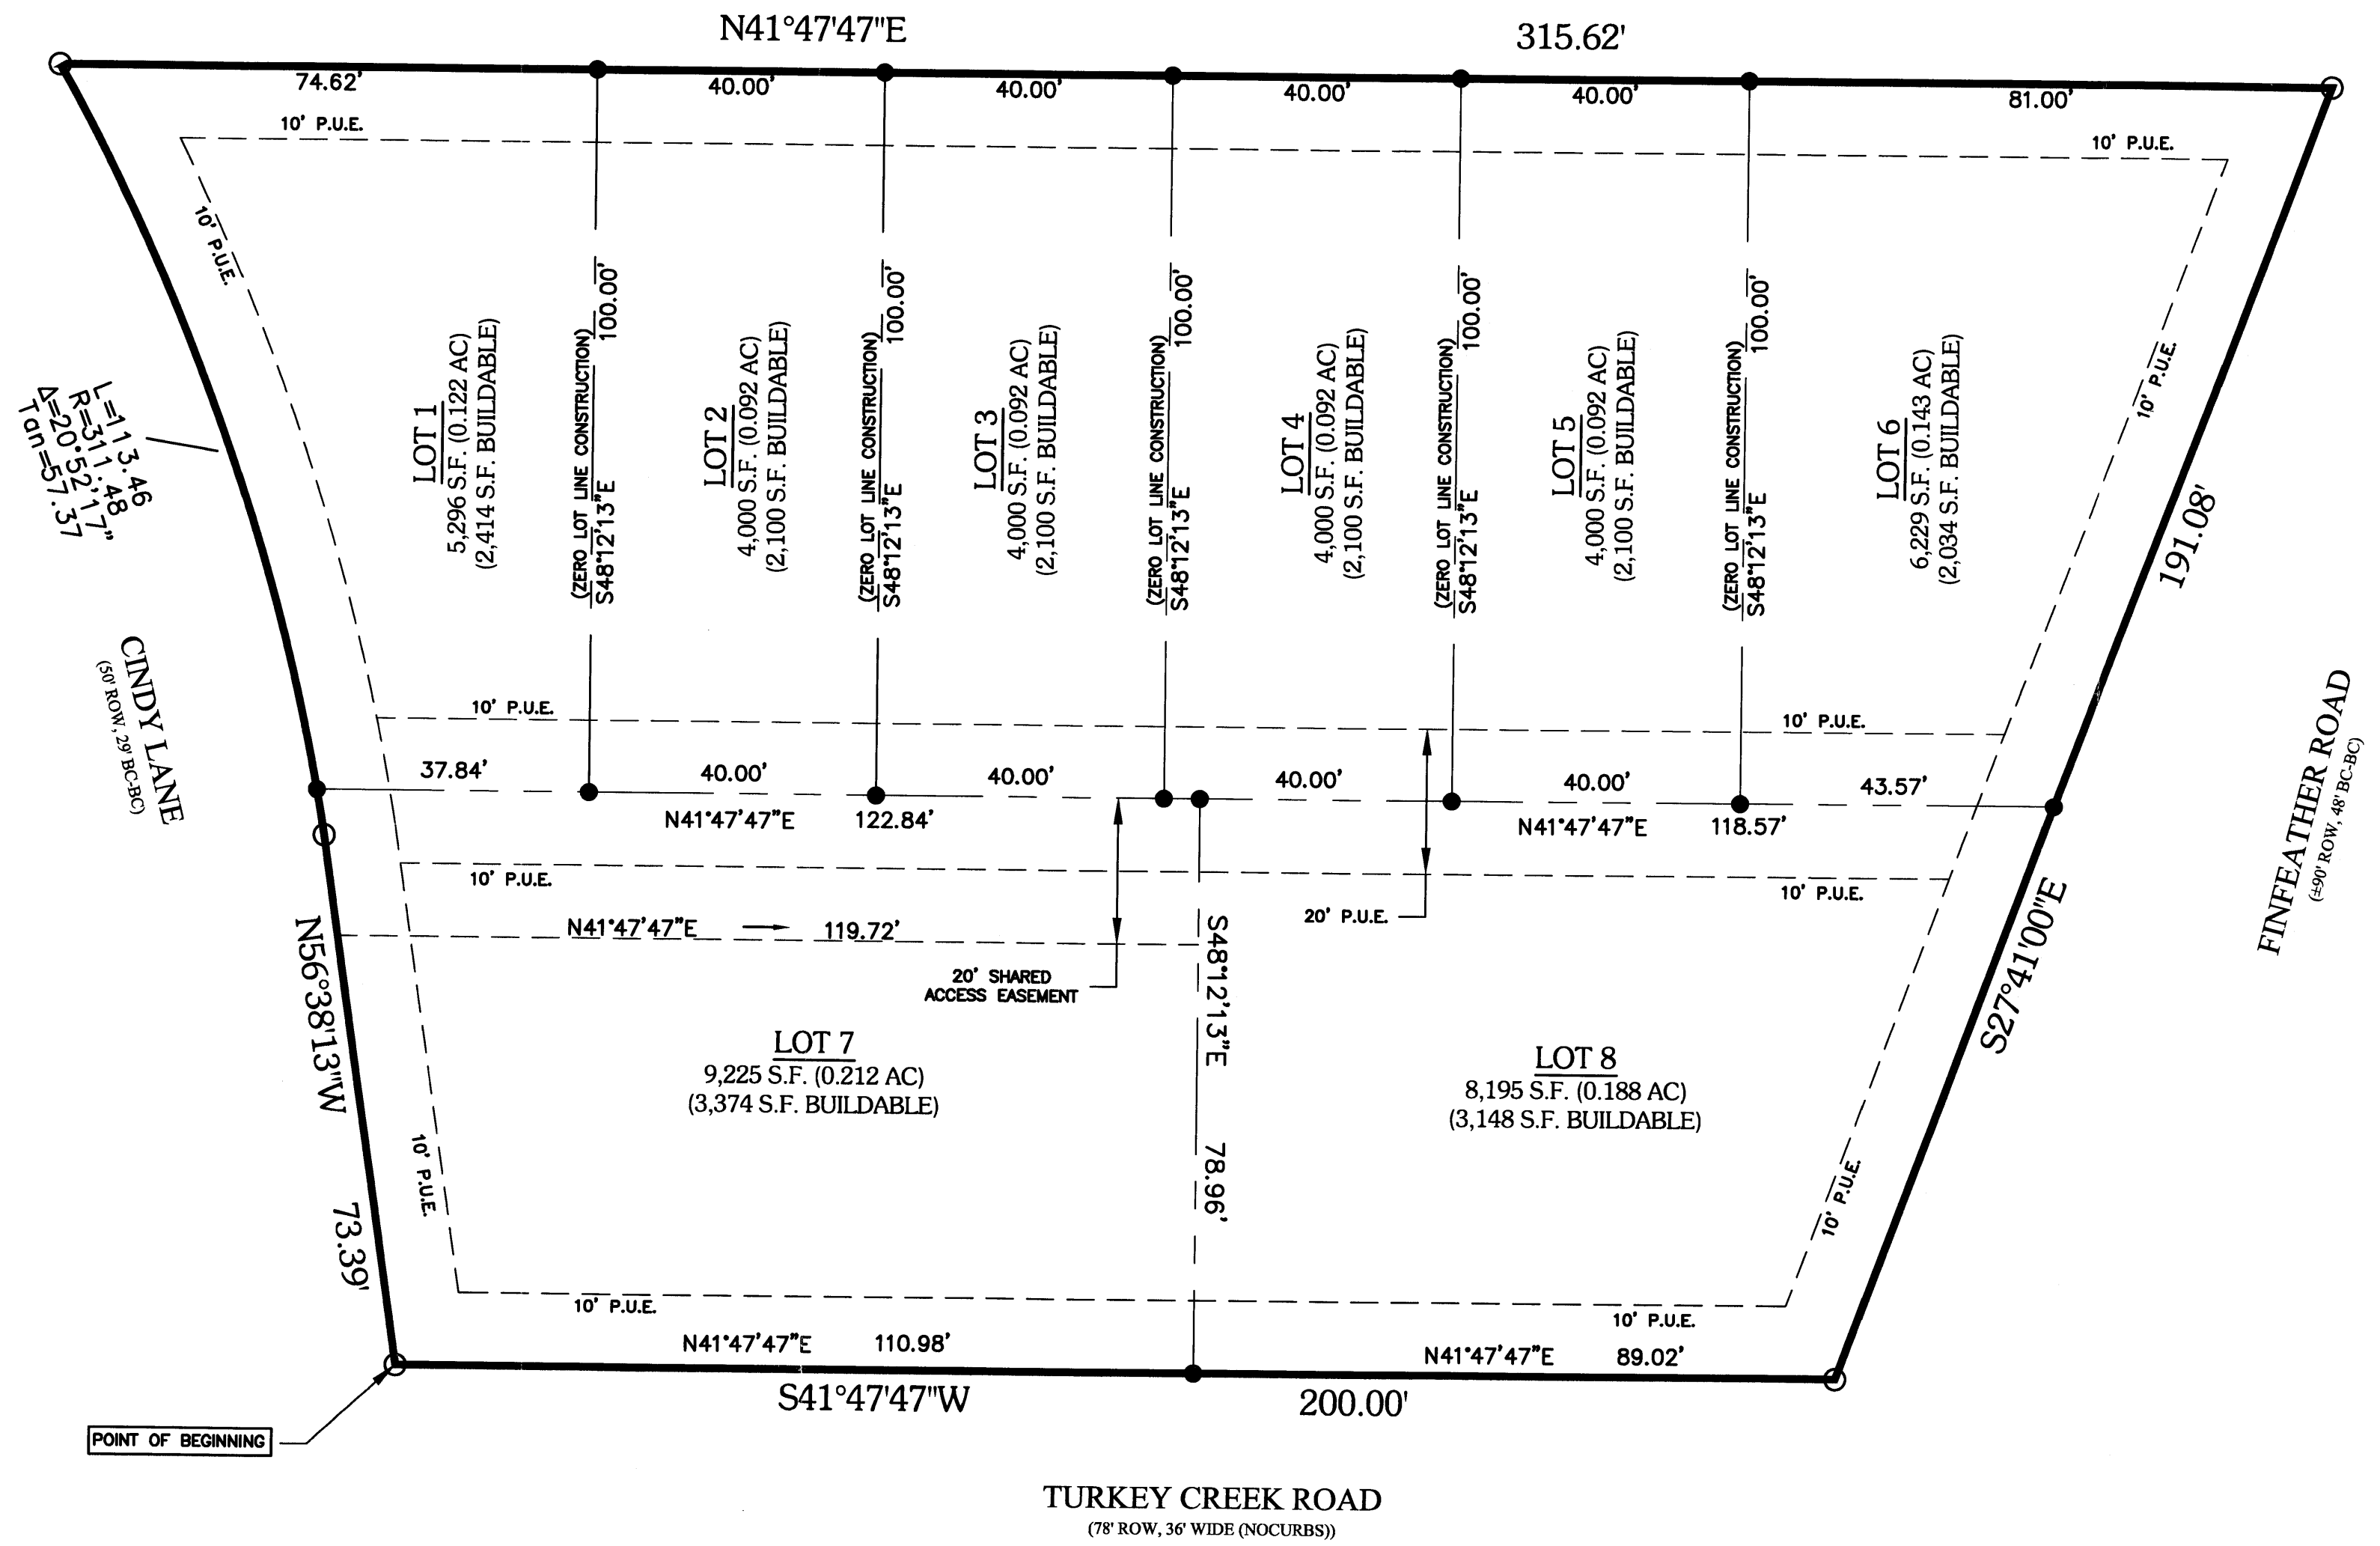 N41°47'47"E
315.62'
74.62'
40.00'
40.00'
40.00'
40.00'
81.00'
10' P.U.E.
10' P.U.E.
10' P.U.E.
10' P.U.E.
L=113.46
R=311.48
Δ=20°52'17"
Tan=57.37
LOT 1
5,296 S.F. (0.122 AC)
(2,414 S.F. BUILDABLE)
(ZERO LOT LINE CONSTRUCTION)
S48°12'13"E
100.00'
LOT 2
4,000 S.F. (0.092 AC)
(2,100 S.F. BUILDABLE)
(ZERO LOT LINE CONSTRUCTION)
S48°12'13"E
100.00'
LOT 3
4,000 S.F. (0.092 AC)
(2,100 S.F. BUILDABLE)
(ZERO LOT LINE CONSTRUCTION)
S48°12'13"E
100.00'
LOT 4
4,000 S.F. (0.092 AC)
(2,100 S.F. BUILDABLE)
(ZERO LOT LINE CONSTRUCTION)
S48°12'13"E
100.00'
LOT 5
4,000 S.F. (0.092 AC)
(2,100 S.F. BUILDABLE)
(ZERO LOT LINE CONSTRUCTION)
S48°12'13"E
100.00'
LOT 6
6,229 S.F. (0.143 AC)
(2,034 S.F. BUILDABLE)
191.08'
S27°41'00"E
CINDY LANE
(50' ROW, 29' BC-BC)
FINFEATHER ROAD
(±90' ROW, 48' BC-BC)
10' P.U.E.
10' P.U.E.
37.84'
40.00'
40.00'
40.00'
40.00'
43.57'
N41°47'47"E
122.84'
N41°47'47"E
118.57'
10' P.U.E.
10' P.U.E.
20' P.U.E.
N41°47'47"E
119.72'
20' SHARED
ACCESS EASEMENT
S48°12'13"E
78.96'
N56°38'13"W
73.39'
LOT 7
9,225 S.F. (0.212 AC)
(3,374 S.F. BUILDABLE)
LOT 8
8,195 S.F. (0.188 AC)
(3,148 S.F. BUILDABLE)
10' P.U.E.
10' P.U.E.
10' P.U.E.
10' P.U.E.
N41°47'47"E
110.98'
N41°47'47"E
89.02'
S41°47'47"W
200.00'
POINT OF BEGINNING
TURKEY CREEK ROAD
(78' ROW, 36' WIDE (NOCURBS))